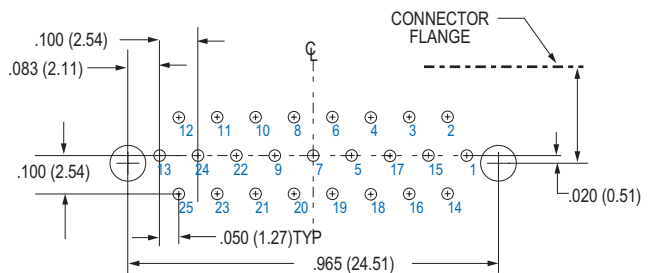 CONNECTOR
FLANGE
.100 (2.54)
.083 (2.11)
℄
12 11 10 8 6 4 3 2
13 24 22 9 7 5 17 15 1
.100 (2.54)
.020 (0.51)
25 23 21 20 19 18 16 14
.050 (1.27)TYP
.965 (24.51)